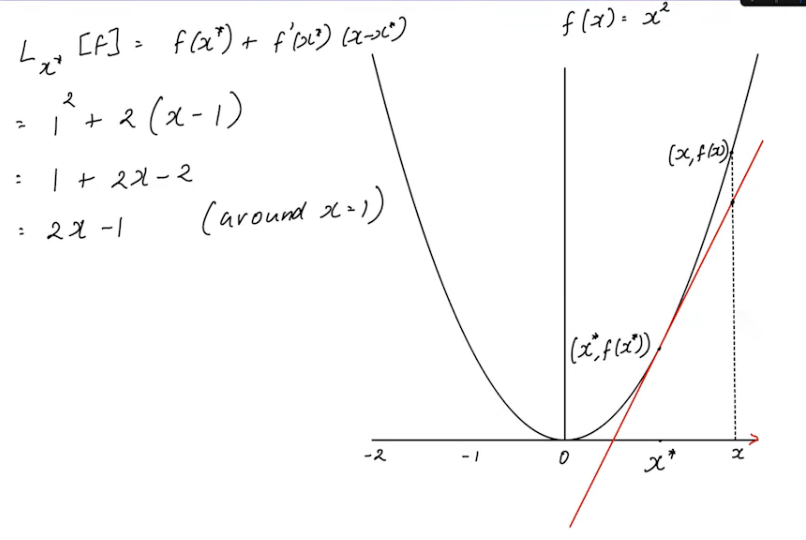 f(x) = x²
L_{x*} [f] = f(x*) + f'(x*) (x-x*)
= 1² + 2 (x-1)
= 1 + 2x-2
= 2x-1 (around x=1)
(x, f(x))
(x*, f(x*))
-2 -1 0 x* x